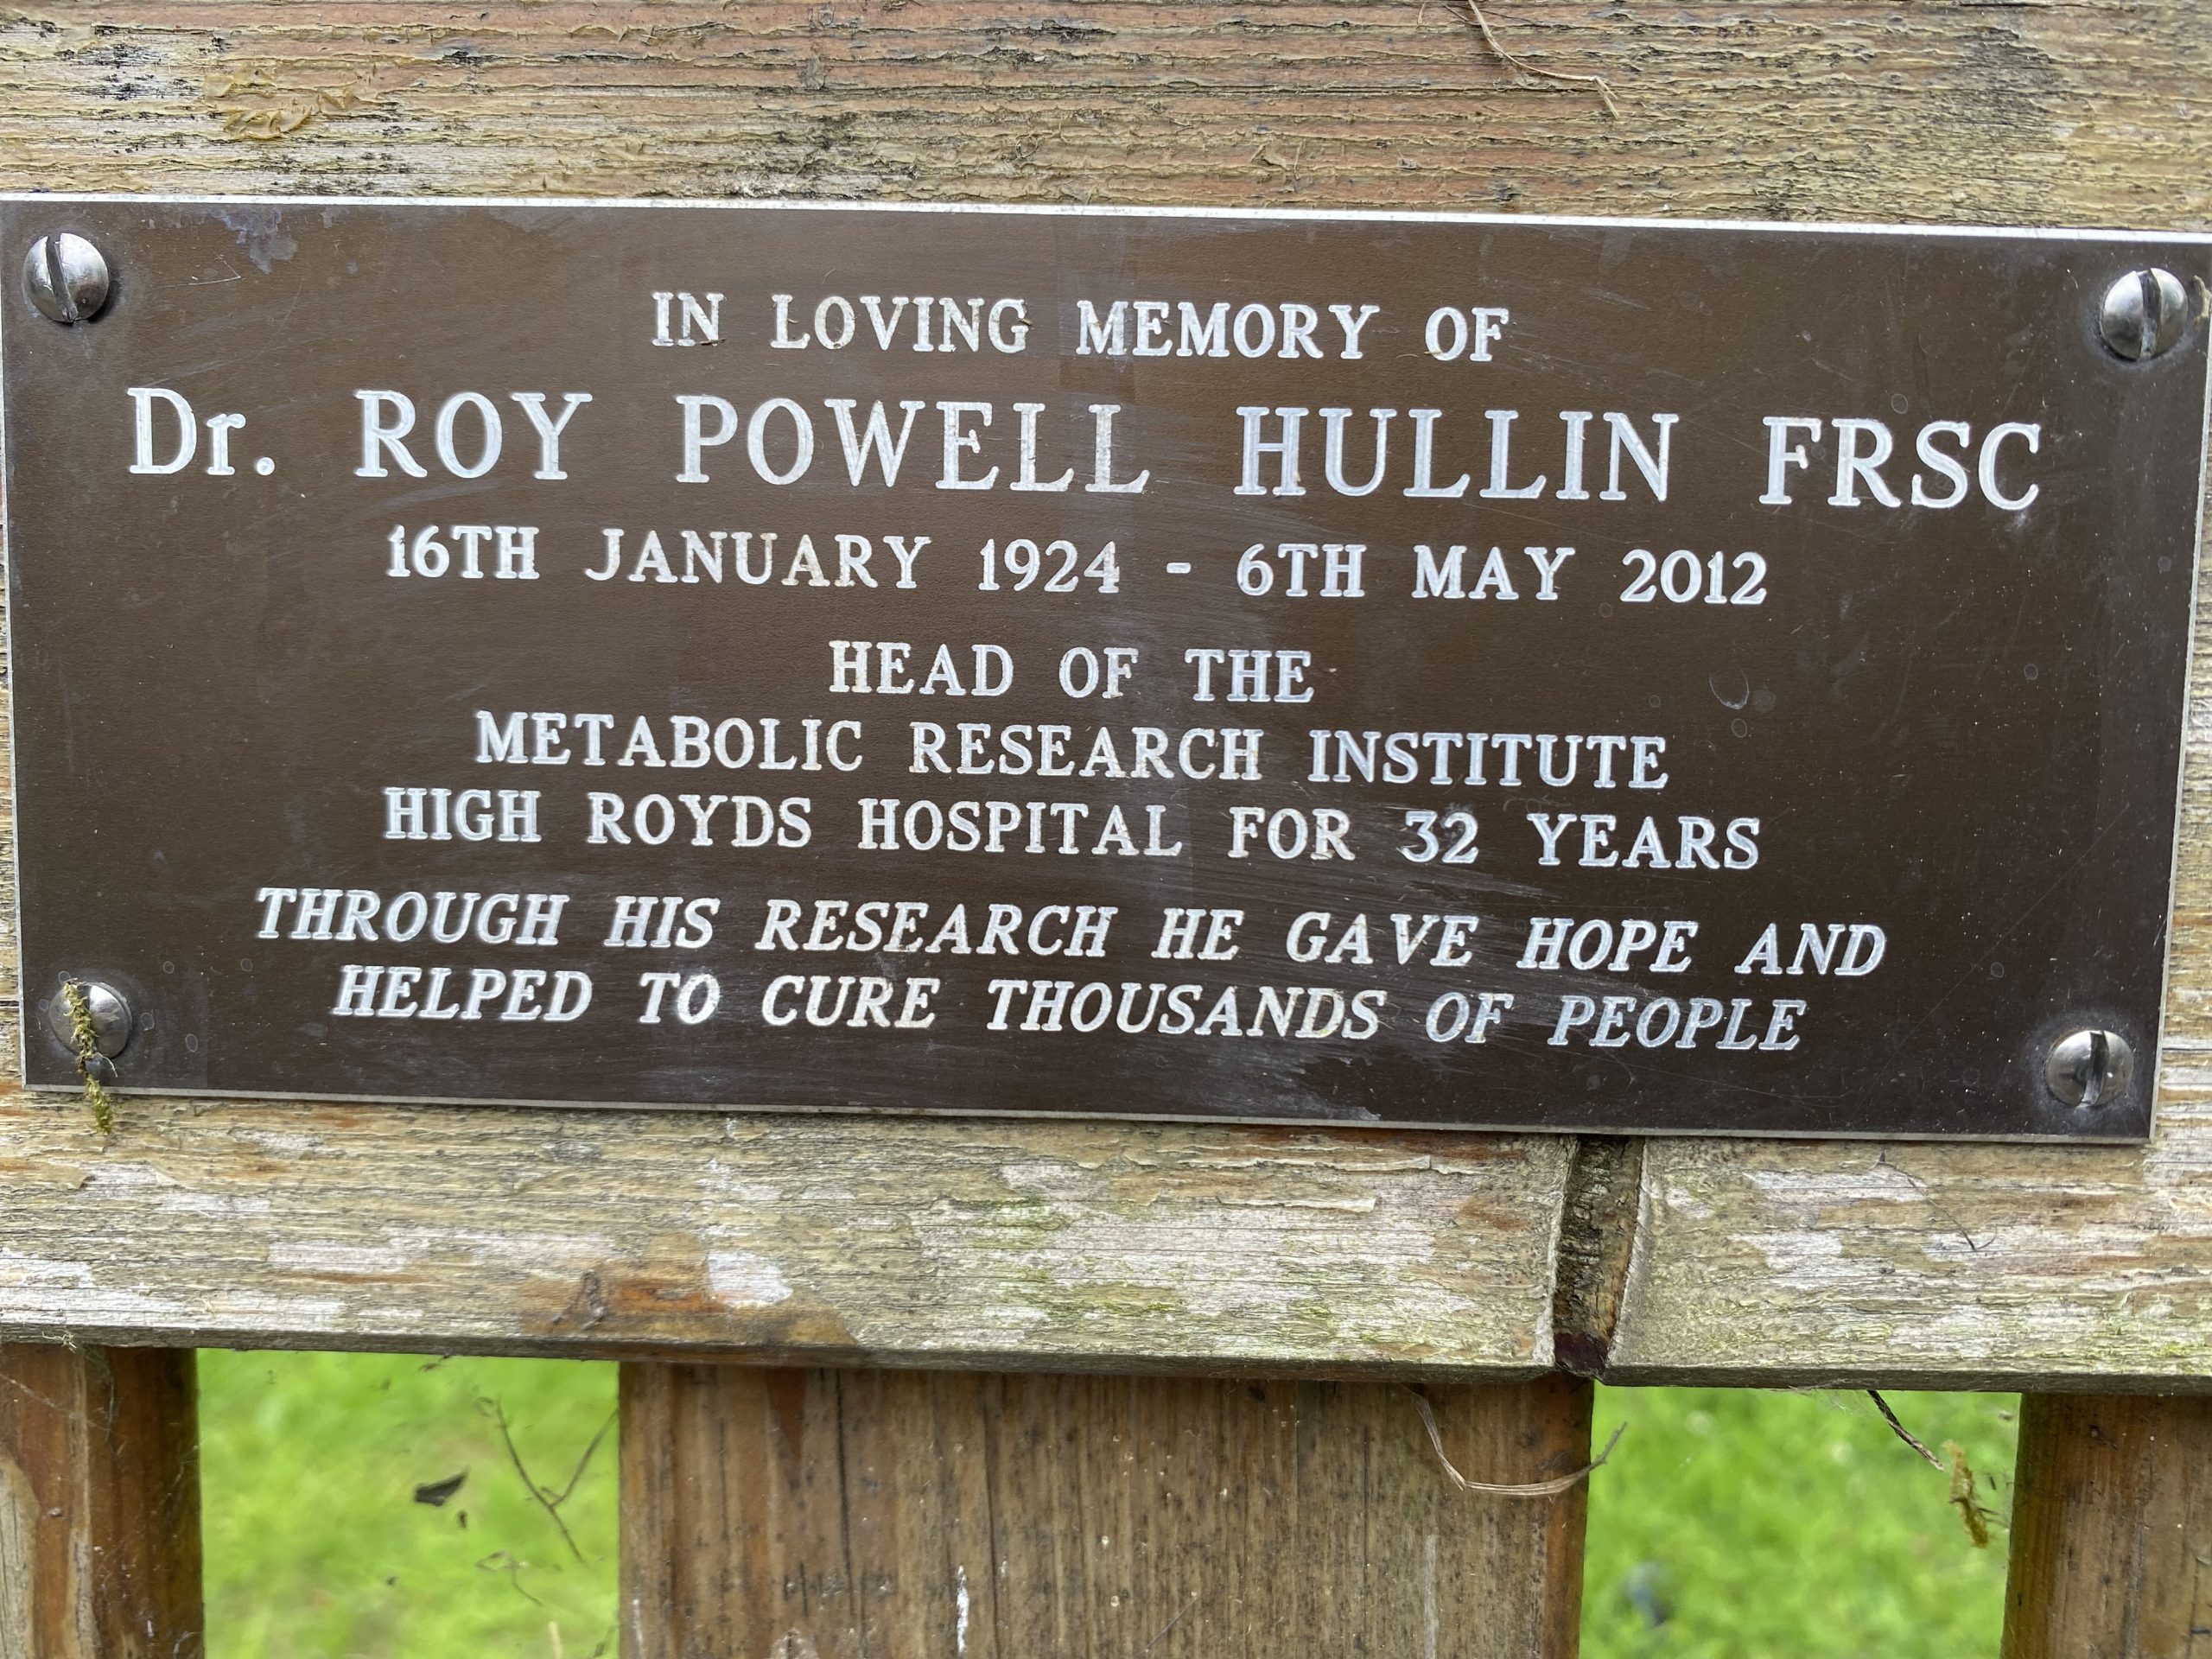 IN LOVING MEMORY OF
Dr. ROY POWELL HULLIN FRSC
16TH JANUARY 1924 - 6TH MAY 2012
HEAD OF THE
METABOLIC RESEARCH INSTITUTE
HIGH ROYDS HOSPITAL FOR 32 YEARS
THROUGH HIS RESEARCH HE GAVE HOPE AND
HELPED TO CURE THOUSANDS OF PEOPLE